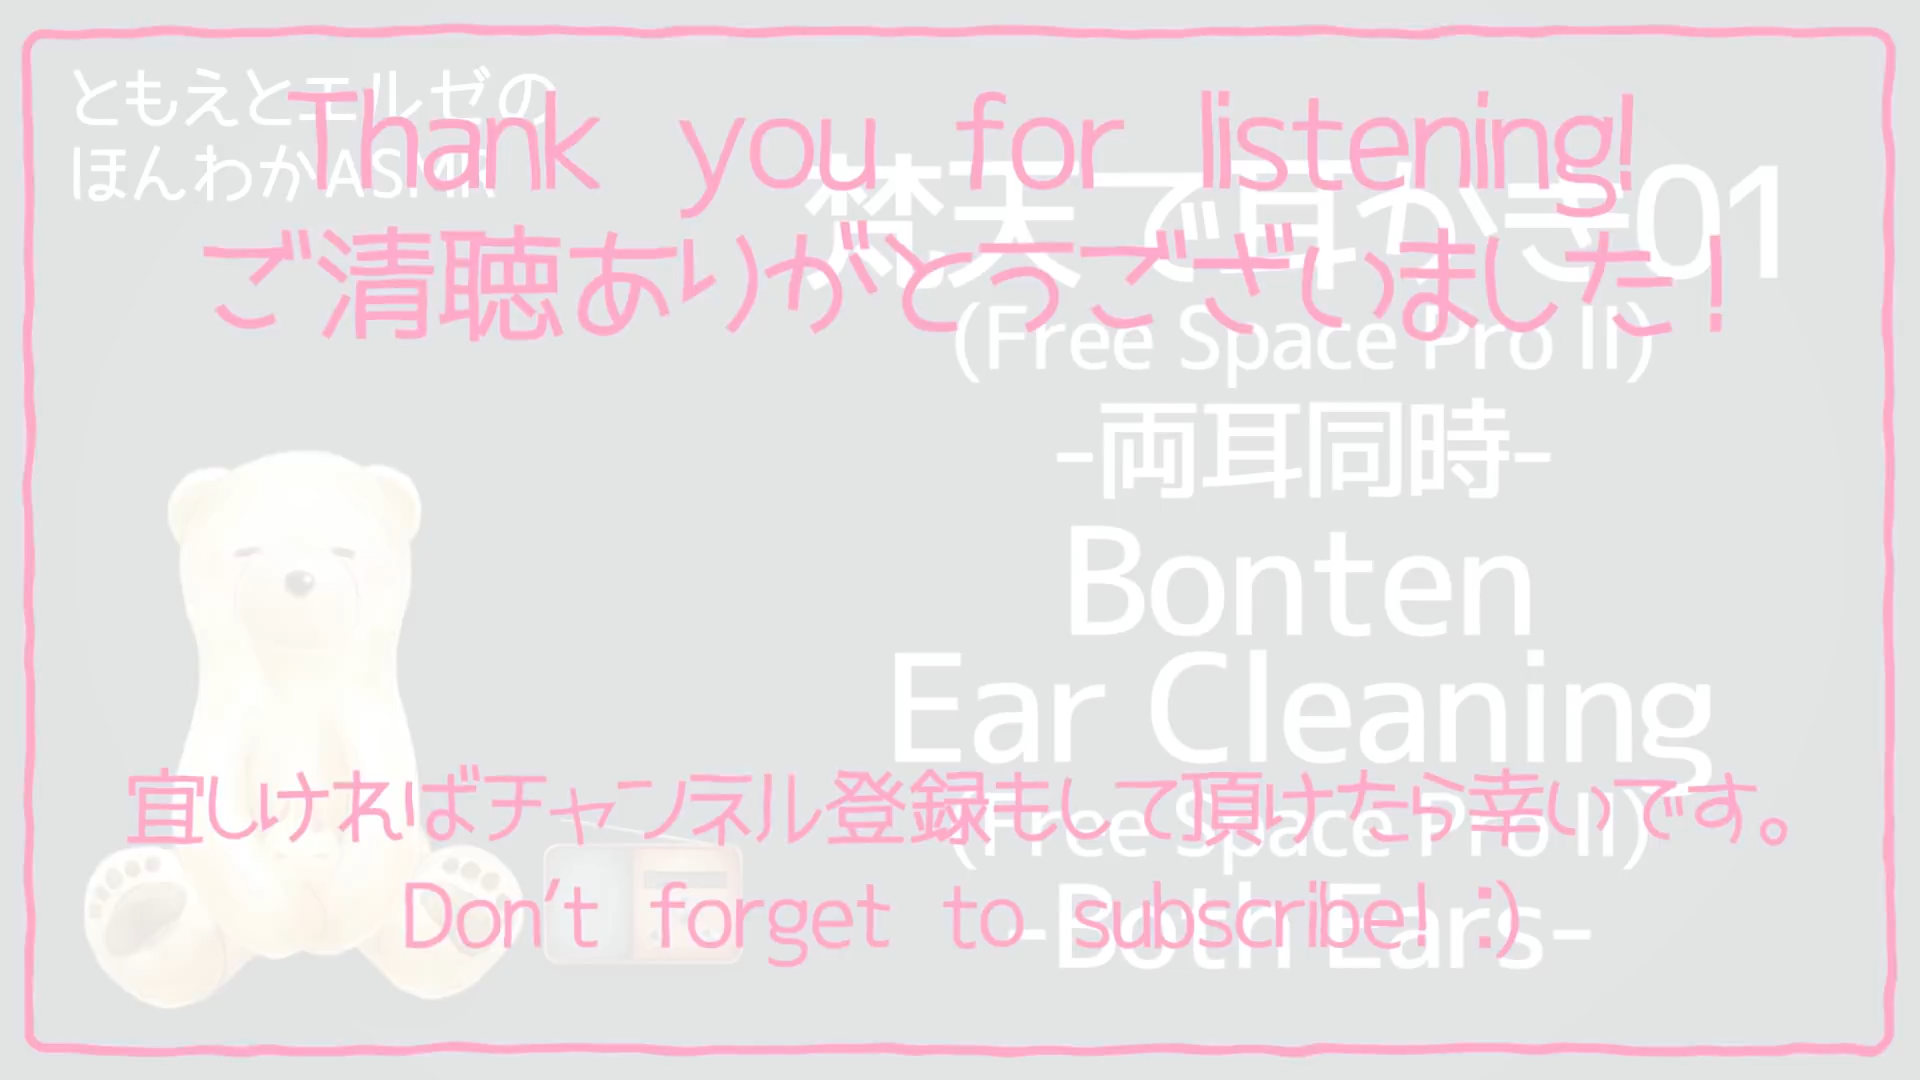 ともえとエルゼの
ほんわかASMR
Thank you for listening!
梵天で耳かき01
ご清聴ありがとうございました！
(Free Space Pro II)
-両耳同時-
Bonten
Ear Cleaning
宜しければチャンネル登録もして頂けたら幸いです。
(Free Space Pro II)
Don't forget to subscribe! :)
-Both Ears-